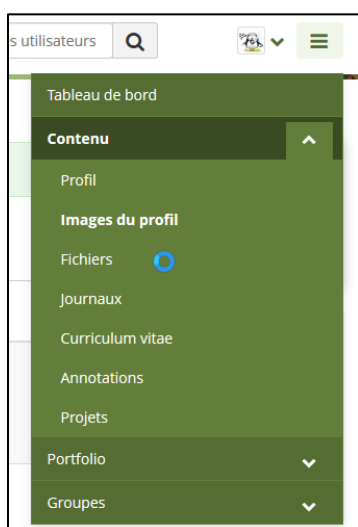 s utilisateurs
Tableau de bord
Contenu
Profil
Images du profil
Fichiers
Journaux
Curriculum vitae
Annotations
Projets
Portfolio
Groupes